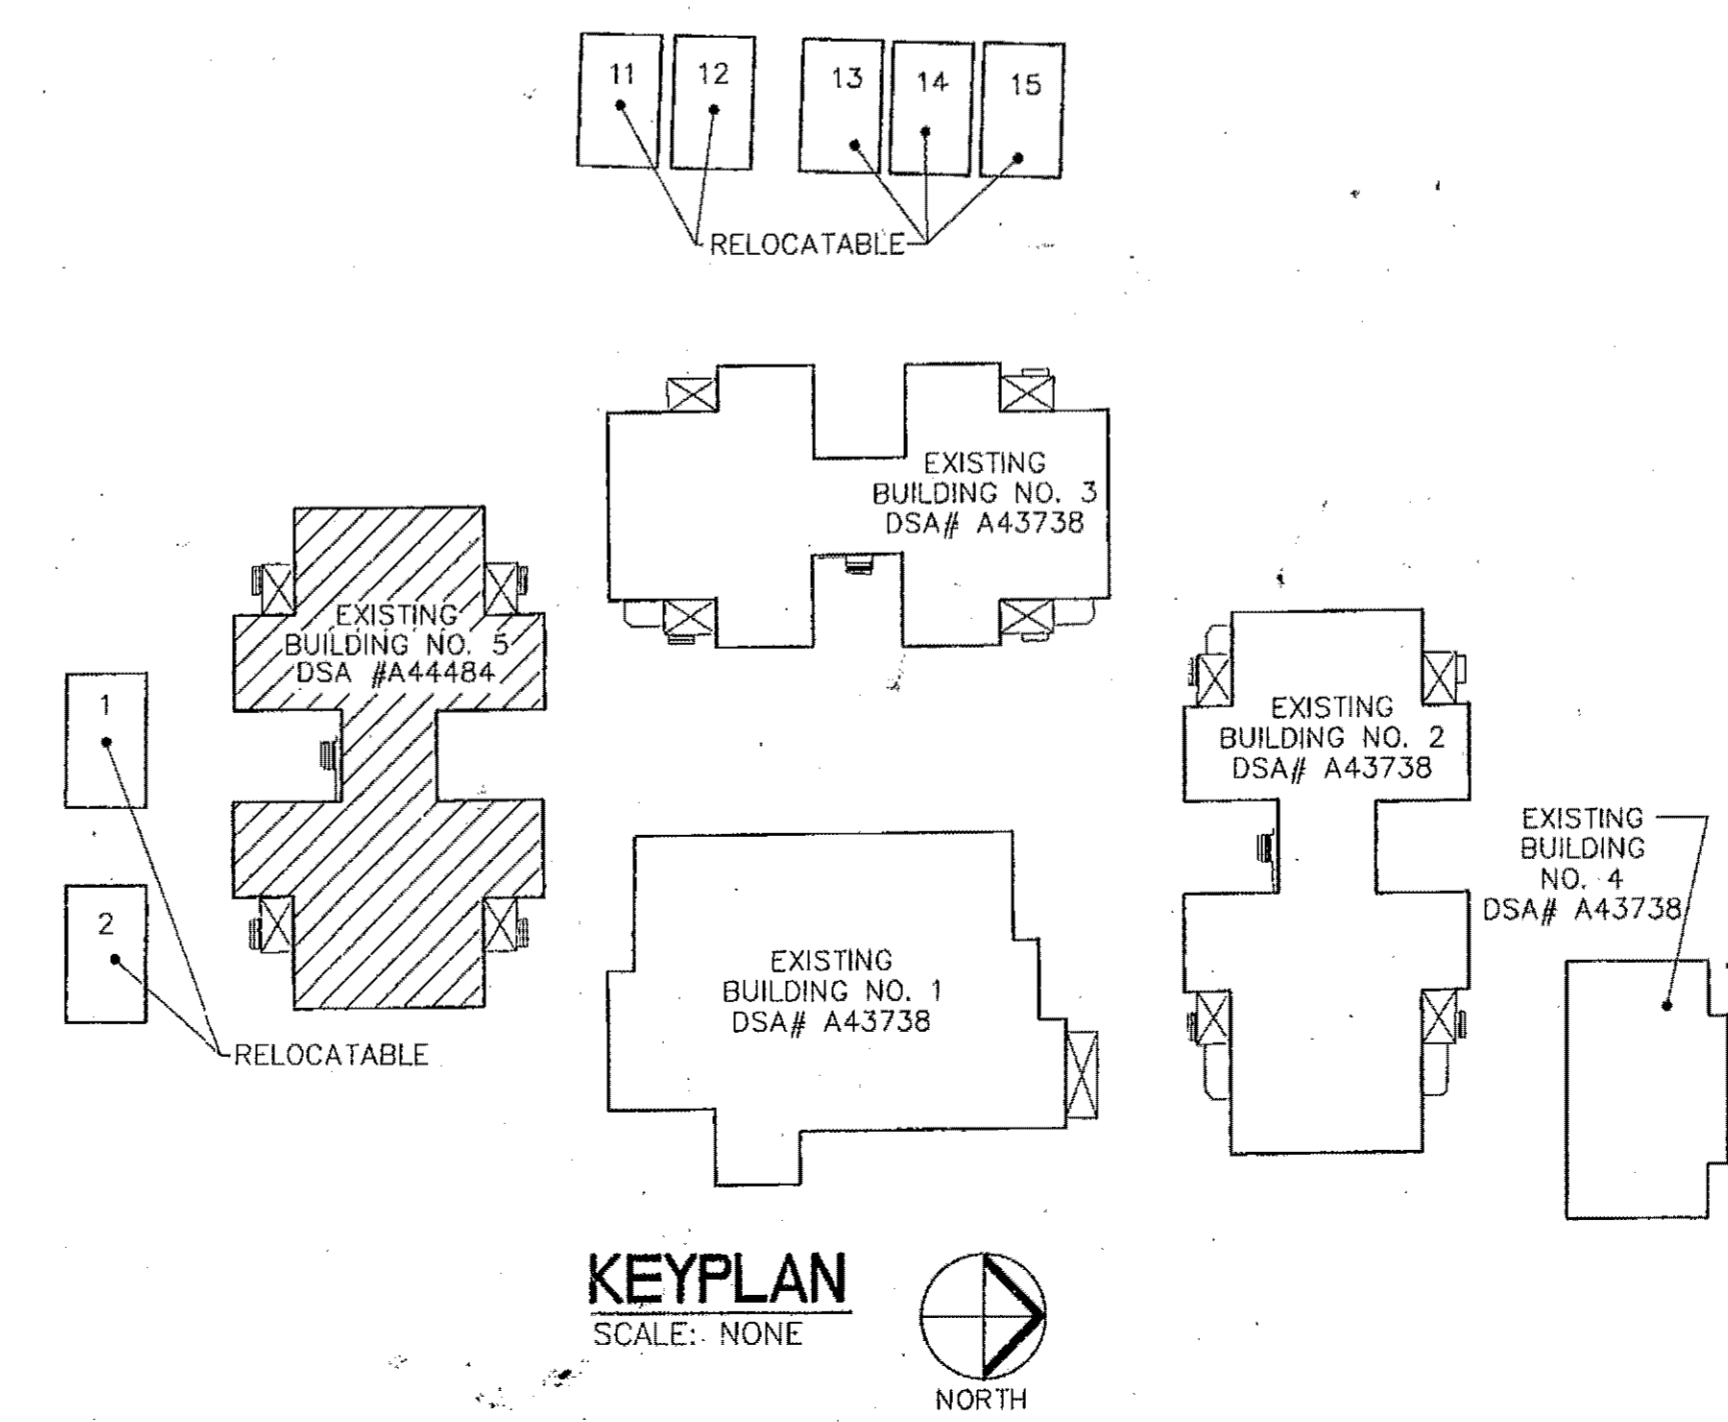 11
12
13
14
15
RELOCATABLE
EXISTING
BUILDING NO. 3
DSA# A43738
EXISTING
BUILDING NO. 5
DSA #A44484
1
2
RELOCATABLE
EXISTING
BUILDING NO. 2
DSA# A43738
EXISTING
BUILDING
NO. 4
DSA# A43738
EXISTING
BUILDING NO. 1
DSA# A43738
KEYPLAN
SCALE: NONE
NORTH